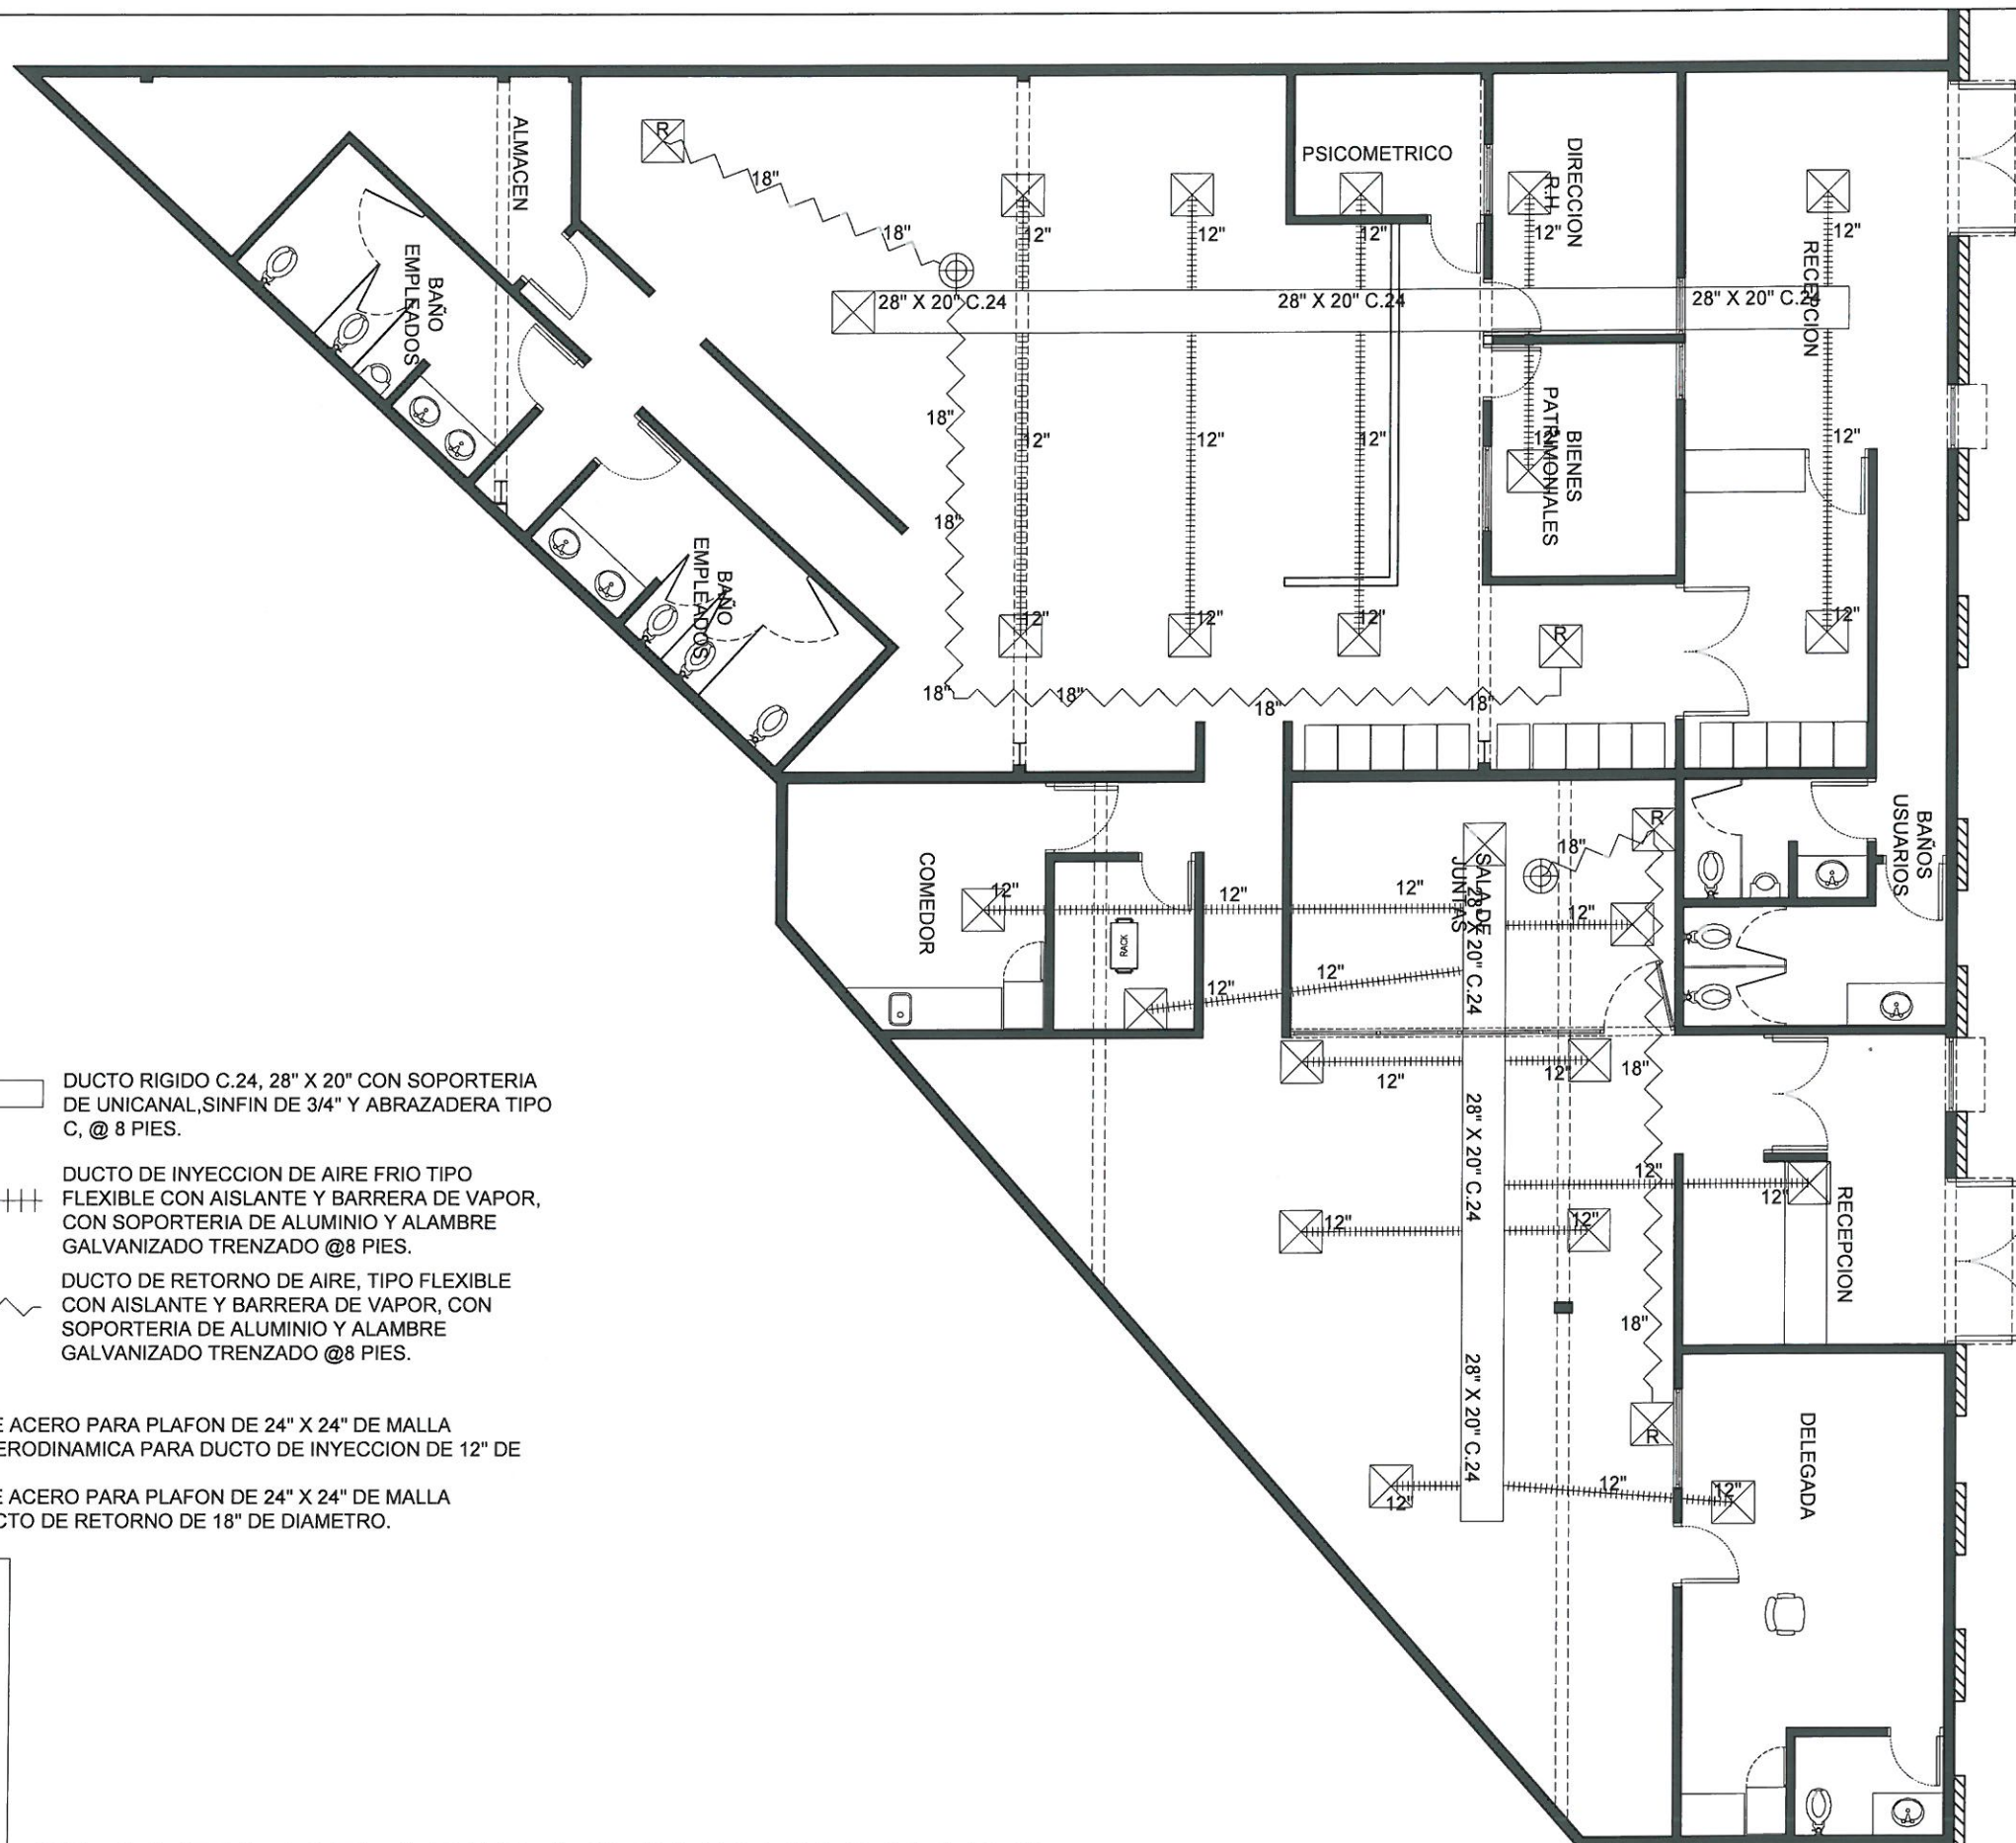 R
18"
18"
12"
12"
12"
12"
12"
ALMACEN
PSICOMETRICO
DIRECCION
R.H.
RECEPCION
28" X 20" C.24
28" X 20" C.24
28" X 20" C.24
BAÑO
EMPLEADOS
18"
12"
12"
12"
12"
12"
BIENES
PATRIMONIALES
18"
BAÑO
EMPLEADOS
12"
12"
12"
R
12"
18"
18"
18"
18"
BAÑOS
USUARIOS
R
18"
COMEDOR
12"
12"
12"
SALA DE
JUNTAS
12"
28" X 20" C.24
RACK
12"
12"
12"
12"
18"
28" X 20" C.24
12"
12"
12"
12"
RECEPCION
18"
28" X 20" C.24
R
DELEGADA
12"
12"
12"
DUCTO RIGIDO C.24, 28" X 20" CON SOPORTERIA
DE UNICANAL,SINFIN DE 3/4" Y ABRAZADERA TIPO
C, @ 8 PIES.
DUCTO DE INYECCION DE AIRE FRIO TIPO
FLEXIBLE CON AISLANTE Y BARRERA DE VAPOR,
CON SOPORTERIA DE ALUMINIO Y ALAMBRE
GALVANIZADO TRENZADO @8 PIES.
DUCTO DE RETORNO DE AIRE, TIPO FLEXIBLE
CON AISLANTE Y BARRERA DE VAPOR, CON
SOPORTERIA DE ALUMINIO Y ALAMBRE
GALVANIZADO TRENZADO @8 PIES.
E ACERO PARA PLAFON DE 24" X 24" DE MALLA
ERODINAMICA PARA DUCTO DE INYECCION DE 12" DE
E ACERO PARA PLAFON DE 24" X 24" DE MALLA
CTO DE RETORNO DE 18" DE DIAMETRO.